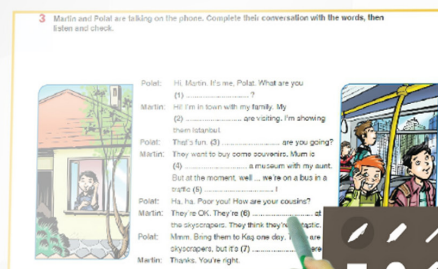 3 Martin and Polat are talking on the phone. Complete their conversation with the words, then
listen and check.
Polat: Hi, Martin. It's me, Polat. What are you
(1) ........................ ?
Martin: Hi! I'm in town with my family. My
(2) ........................ are visiting. I'm showing
them Istanbul.
Polat: That's fun. (3) ........................ are you going?
Martin: They want to buy some souvenirs. Mum is
(4) ........................ a museum with my aunt.
But at the moment, well ... we're on a bus in a
traffic (5) ........................ !
Polat: Ha, ha. Poor you! How are your cousins?
Martin: They're OK. They're (6) ........................ at
the skyscrapers. They think they're
Polat: Mmm. Bring them to Kaş one day. are
skyscrapers, but it's (7) ........................
Martin: Thanks. You're right.